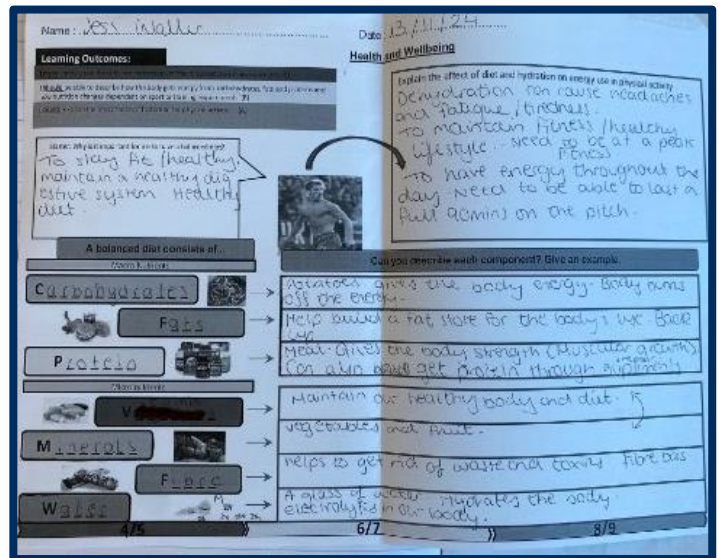 Name: Jess
Date: 13/11/24
Learning Outcomes:
Health and Wellbeing
to stay fit / healthy,
maintain a healthy dig
estive system Healthy
diet.
Explain the effect of diet and hydration on energy use in physical activity
Dehydration can cause headaches
and fatigue / tiredness.
To maintain fitness / healthy
lifestyle. Need to be at a peak
fitness
To have energy throughout the
day Need to be able to last a
full 90mins on the pitch.
A balanced diet consists of...
Can you describe each component? Give an example.
Macro Nutrients
Carbohydrates
Potatoes gives the body energy. Body
off the energy.
Fats
Help build a fat store for the body's use. Back
up
Protein
Meat. Gives the body strength (Muscular growth)
Can also get protein through
V
Maintain our healthy body and diet.
Minerals
vegetables and fruit.
Fibre
helps to get rid of waste and toxins Fibre
Water
A glass of water Hydrates the body.
in our body.
4/5
6/7
8/9